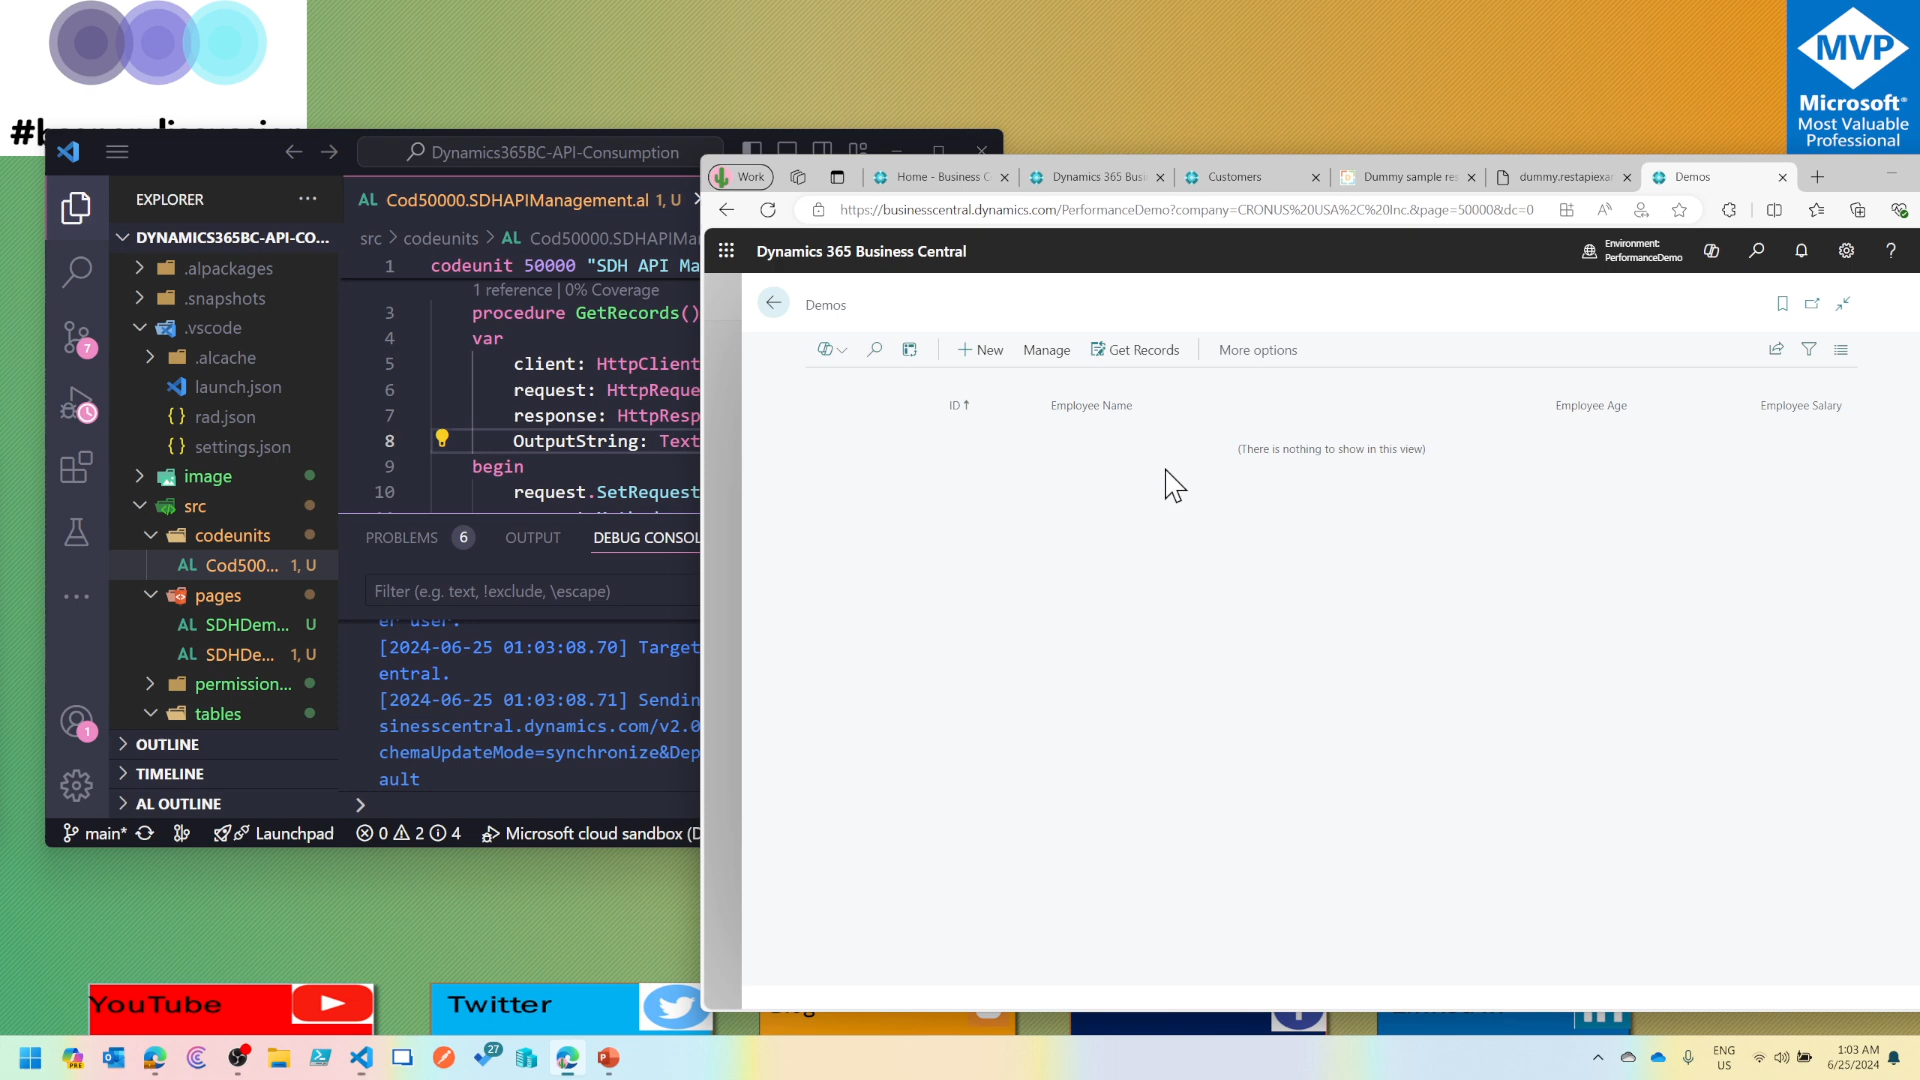 MVP
Microsoft®
Most Valuable
Professional
Dynamics365BC-API-Consumption
EXPLORER
DYNAMICS365BC-API-CO...
.alpackages
.snapshots
.vscode
.alcache
launch.json
{} rad.json
{} settings.json
image
src
codeunits
AL Cod500... 1, U
pages
AL SDHDem... U
AL SDHDe... 1, U
permission...
tables
OUTLINE
TIMELINE
AL OUTLINE
7
1
AL Cod50000.SDHAPIManagement.al 1, U
src > codeunits > AL Cod50000.SDHAPIMa
1 codeunit 50000 "SDH API Ma
1 reference | 0% Coverage
3 procedure GetRecords()
4 var
5 client: HttpClient
6 request: HttpReque
7 response: HttpResp
8 OutputString: Text
9 begin
10 request.SetRequest
PROBLEMS 6 OUTPUT DEBUG CONSOL
Filter (e.g. text, !exclude, \escape)
er user.
[2024-06-25 01:03:08.70] Target
entral.
[2024-06-25 01:03:08.71] Sendin
sinesscentral.dynamics.com/v2.0
chemaUpdateMode=synchronize&Dep
ault
main* Launchpad 0 2 4 Microsoft cloud sandbox (D
Work
Home - Business C
Dynamics 365 Busi
Customers
Dummy sample res
dummy.restapiexa
Demos
https://businesscentral.dynamics.com/PerformanceDemo?company=CRONUS%20USA%2C%20Inc.&page=50000&dc=0
Dynamics 365 Business Central
Environment:
PerformanceDemo
Demos
New Manage Get Records More options
ID↑ Employee Name Employee Age Employee Salary
(There is nothing to show in this view)
YouTube
Twitter
27
ENG
US
1:03 AM
6/25/2024